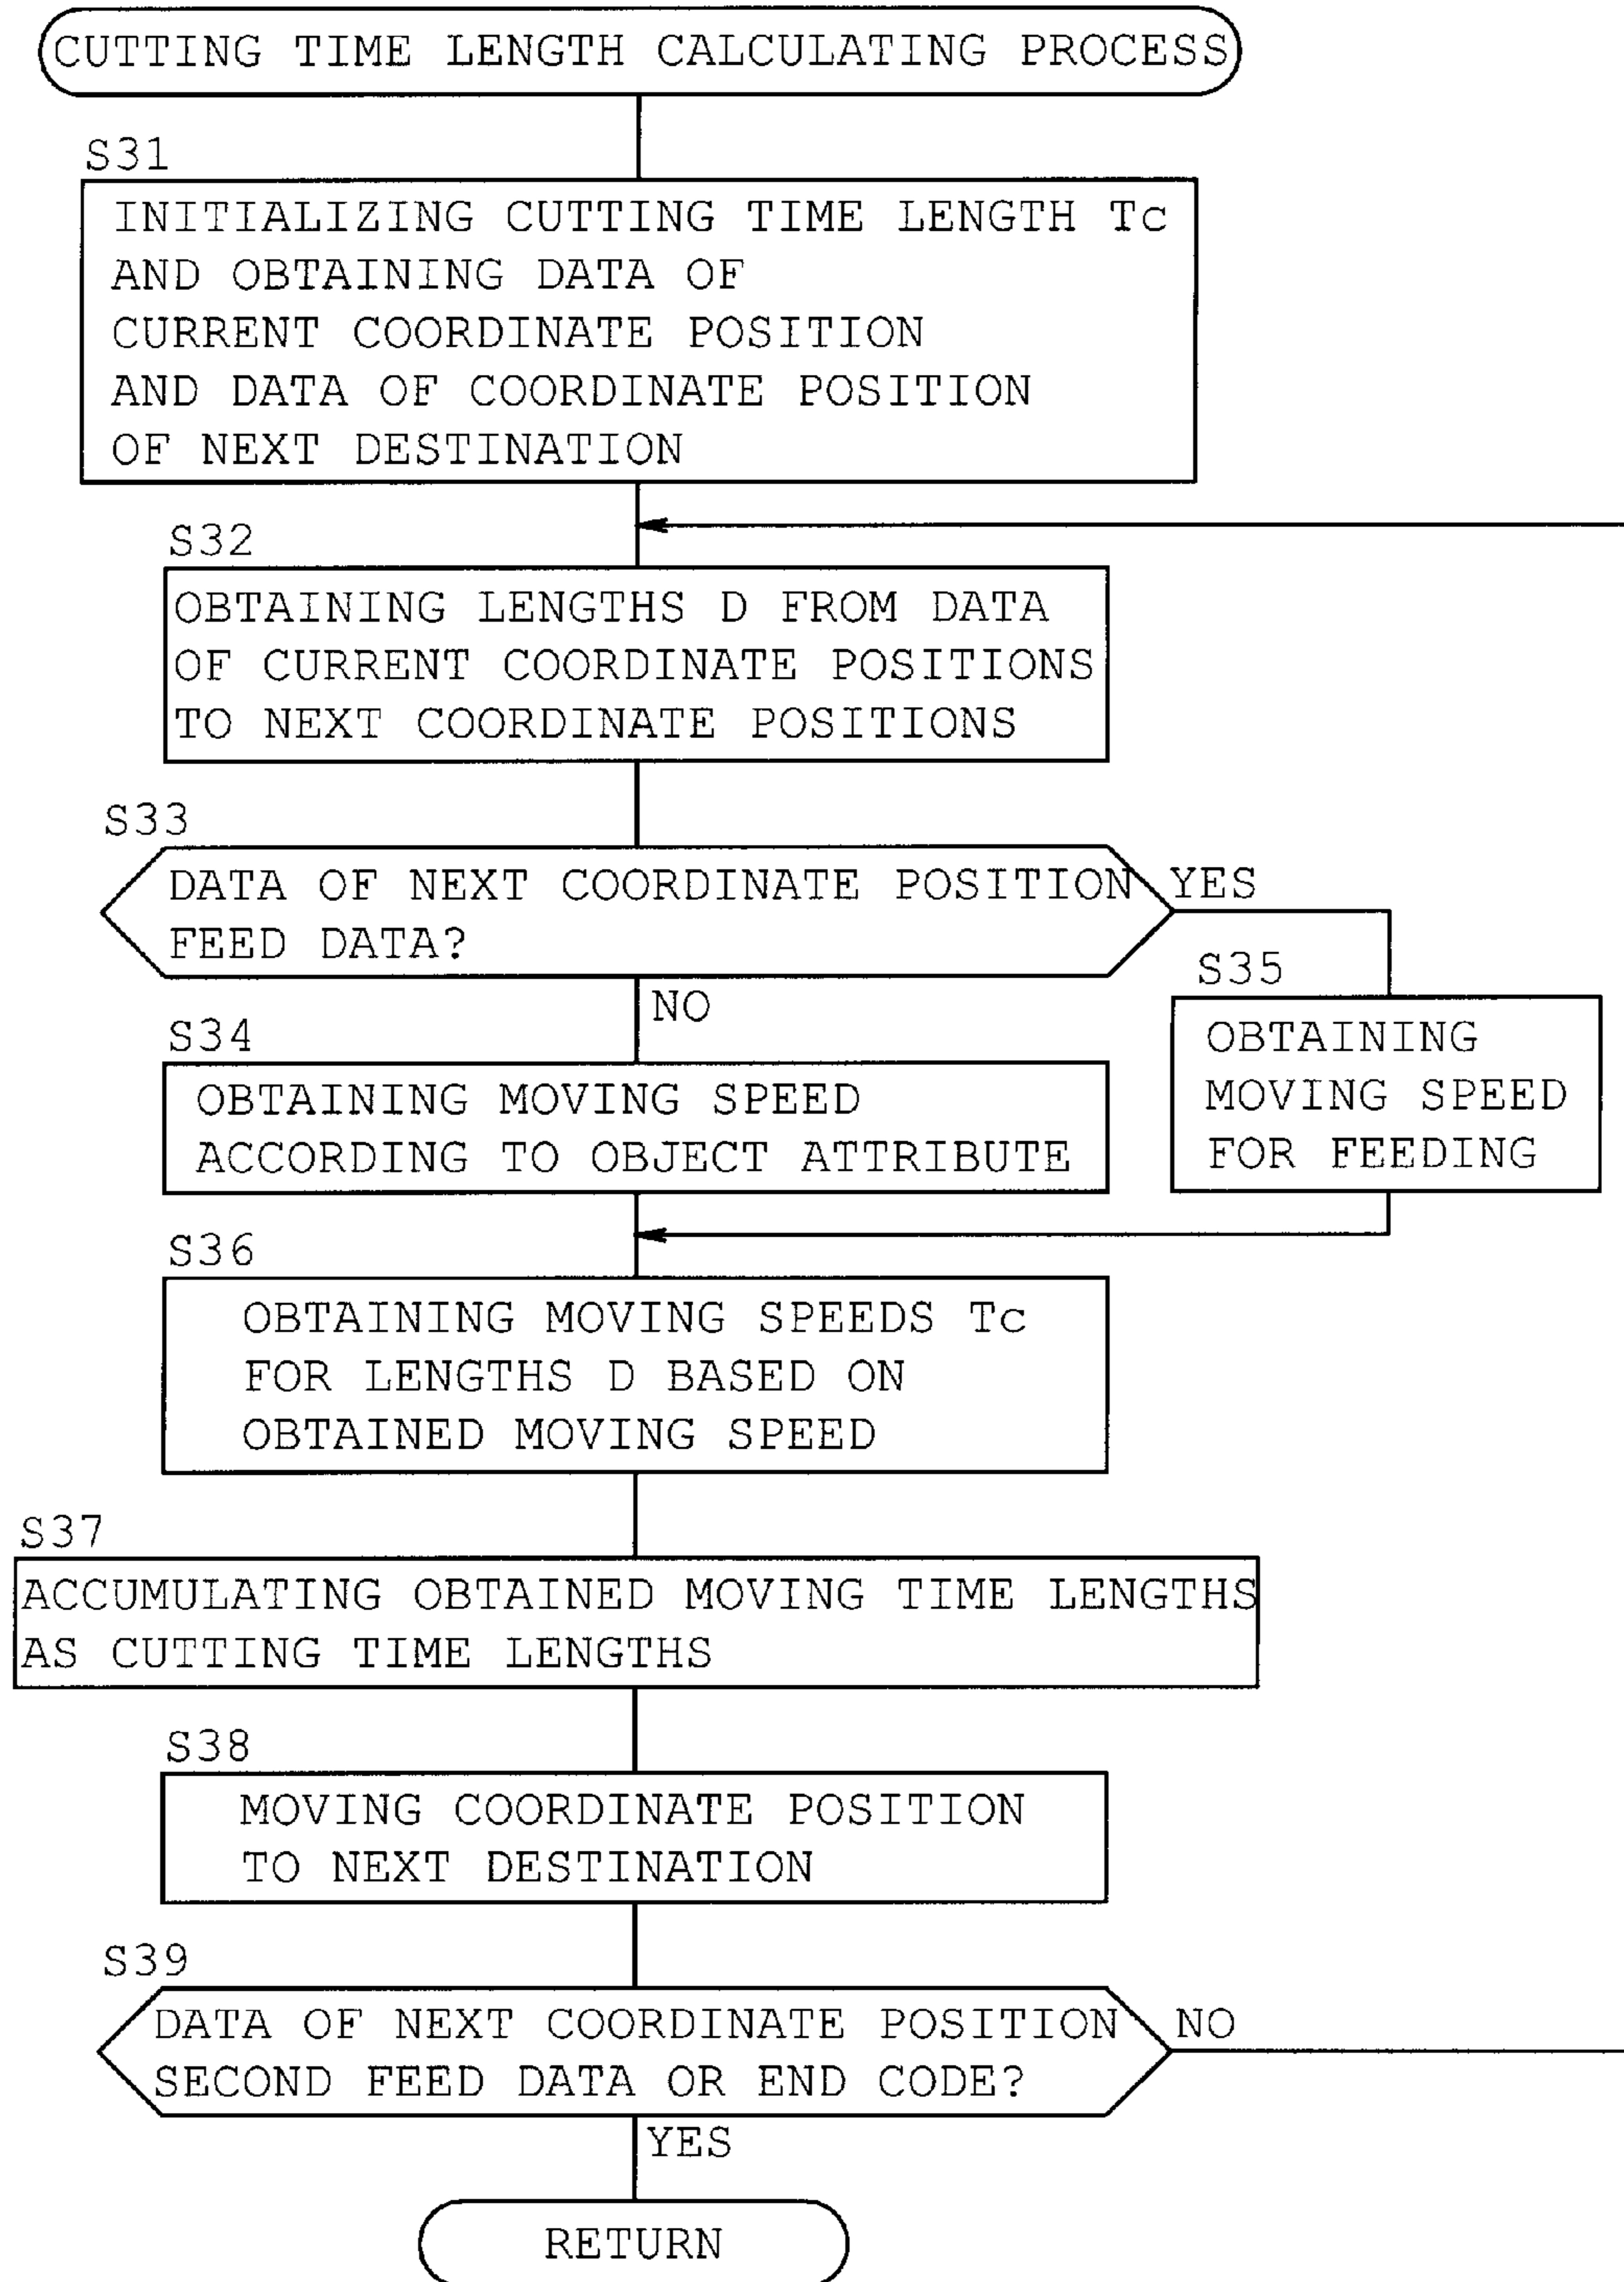 CUTTING TIME LENGTH CALCULATING PROCESS
S31
INITIALIZING CUTTING TIME LENGTH Tc
AND OBTAINING DATA OF
CURRENT COORDINATE POSITION
AND DATA OF COORDINATE POSITION
OF NEXT DESTINATION
S32
OBTAINING LENGTHS D FROM DATA
OF CURRENT COORDINATE POSITIONS
TO NEXT COORDINATE POSITIONS
S33
DATA OF NEXT COORDINATE POSITION
FEED DATA?
YES
NO
S34
OBTAINING MOVING SPEED
ACCORDING TO OBJECT ATTRIBUTE
S35
OBTAINING
MOVING SPEED
FOR FEEDING
S36
OBTAINING MOVING SPEEDS Tc
FOR LENGTHS D BASED ON
OBTAINED MOVING SPEED
S37
ACCUMULATING OBTAINED MOVING TIME LENGTHS
AS CUTTING TIME LENGTHS
S38
MOVING COORDINATE POSITION
TO NEXT DESTINATION
S39
DATA OF NEXT COORDINATE POSITION
SECOND FEED DATA OR END CODE?
NO
YES
RETURN